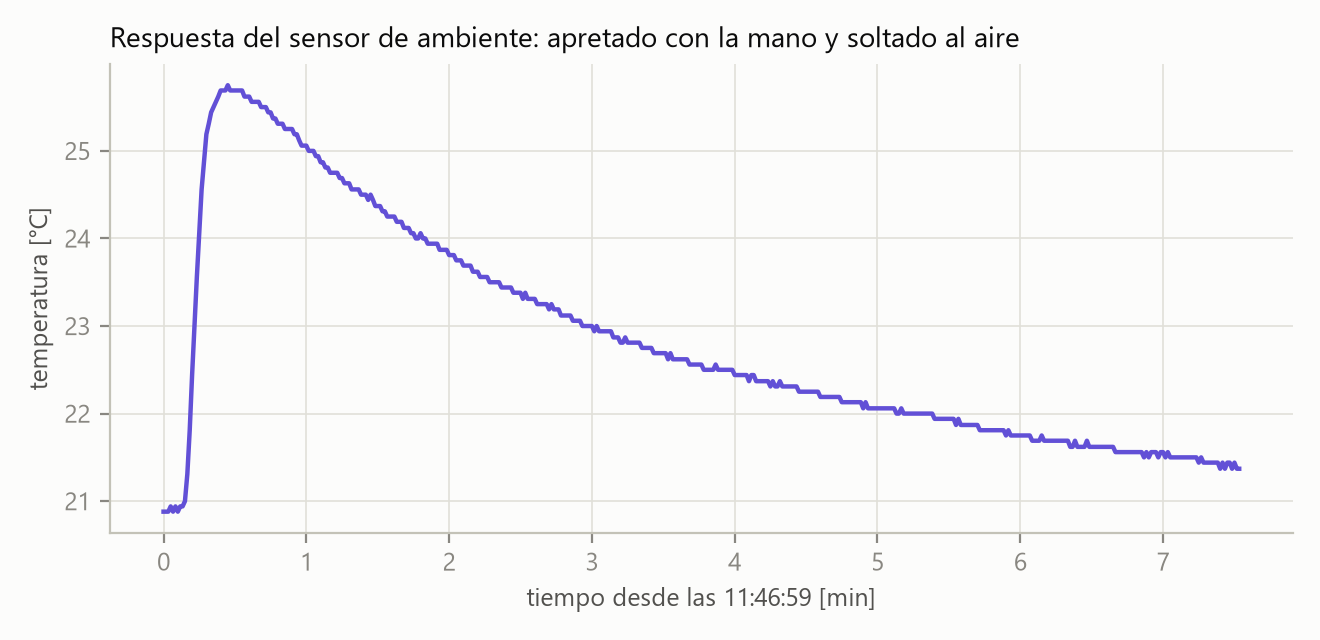 Respuesta del sensor de ambiente: apretado con la mano y soltado al aire
temperatura [°C]
25
24
23
22
21
0 1 2 3 4 5 6 7
tiempo desde las 11:46:59 [min]